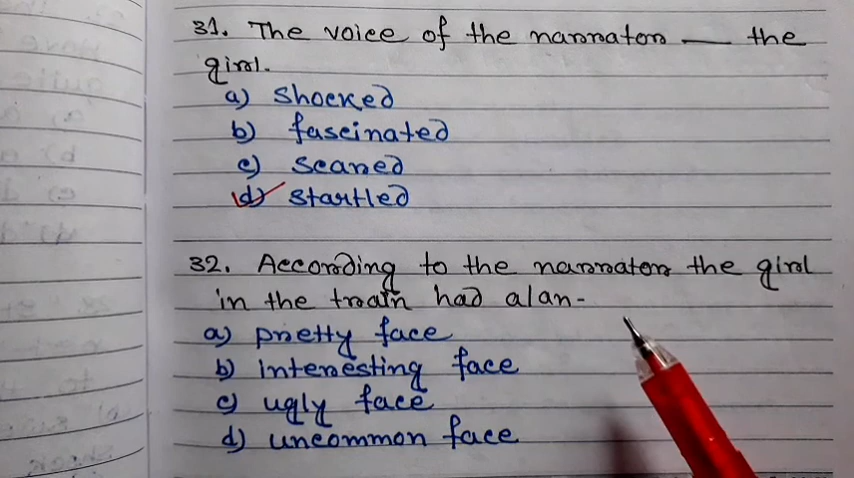 31. The voice of the narrator — the
girl.
a) Shocked
b) fascinated
c) Scared
d) Startled
32. According to the narrator the girl
in the train had a/an-
a) pretty face
b) interesting face
c) ugly face
d) uncommon face